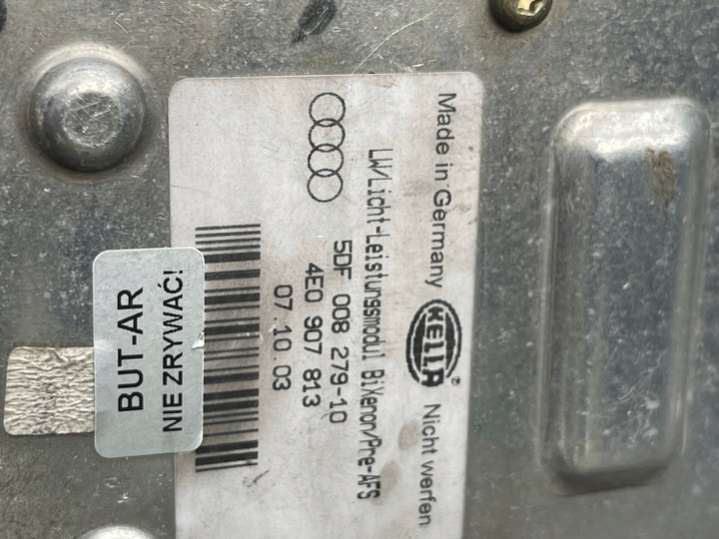 Made in Germany HELLA Nicht werfen
LW/Licht-Leistungsmodul BiXenon/Pre-AFS
5DF 008 279-10
4E0 907 813
07.10.03
BUT-AR
NIE ZRYWAĆ!